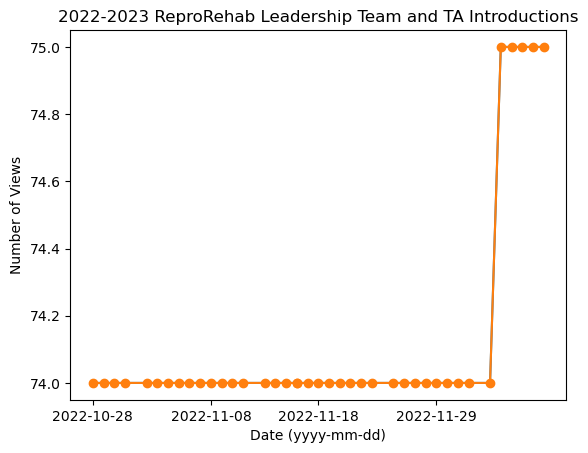 2022-2023 ReproRehab Leadership Team and TA Introductions
Number of Views
75.0
74.8
74.6
74.4
74.2
74.0
2022-10-28 2022-11-08 2022-11-18 2022-11-29
Date (yyyy-mm-dd)